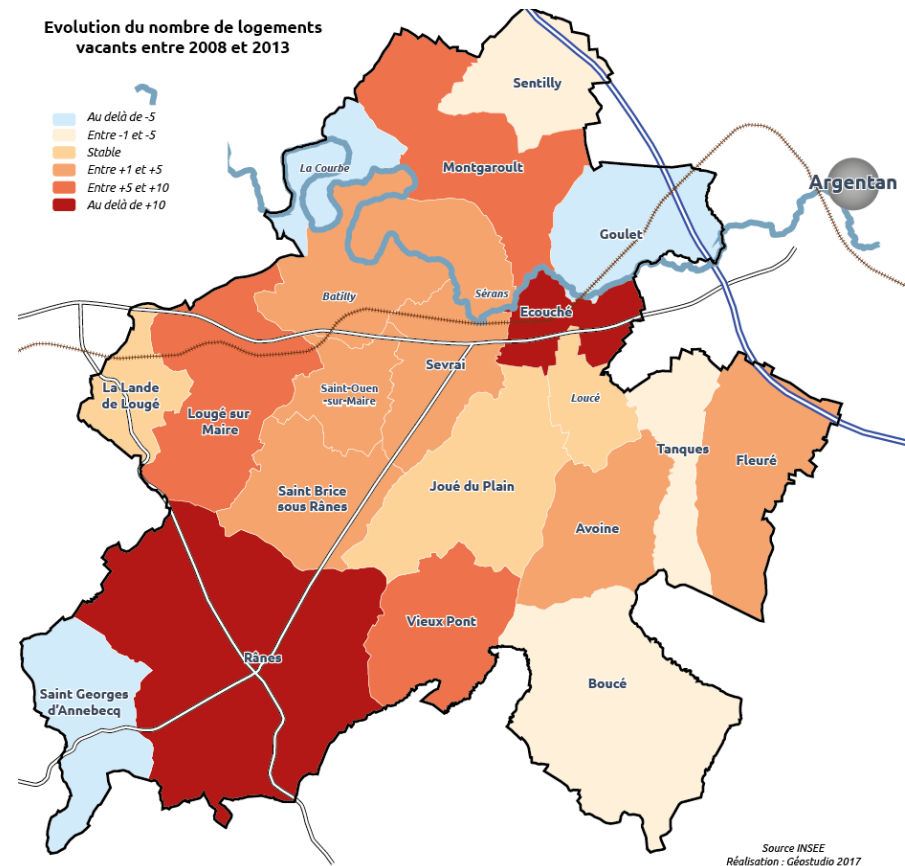 Evolution du nombre de logements
vacants entre 2008 et 2013
Au delà de -5
Entre -1 et -5
Stable
Entre +1 et +5
Entre +5 et +10
Au delà de +10
Sentilly
La Courbe
Montgaroult
Argentan
Goulet
Batilly
Sérans
Ecouché
Sevrai
La Lande
de Lougé
Saint-Ouen
-sur-Maire
Loucé
Lougé sur
Maire
Tanques
Fleuré
Saint Brice
sous Rânes
Joué du Plain
Avoine
Vieux Pont
Rânes
Boucé
Saint Georges
d'Annebecq
Source INSEE
Réalisation : Géostudio 2017